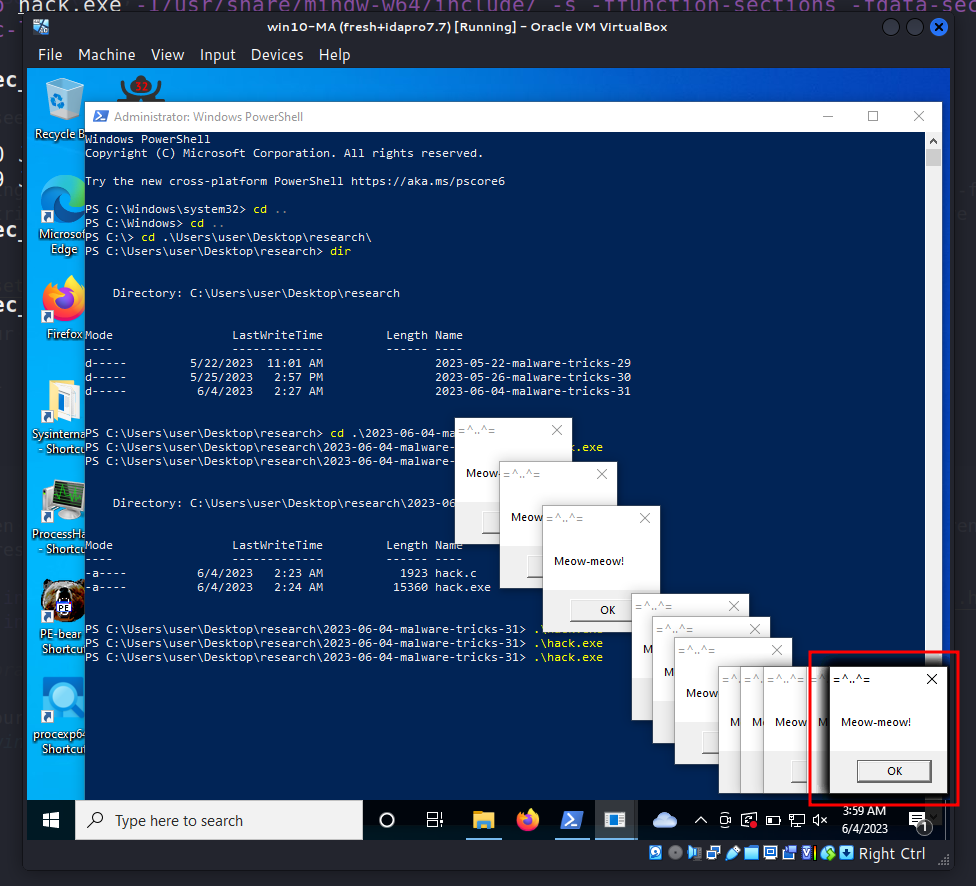 hack.exe -I/usr/share/mingw-w64/include/ -s -ffunction-sections -fdata-sec
win10-MA (fresh+idapro7.7) [Running] - Oracle VM VirtualBox
File Machine View Input Devices Help
Recycle B
Administrator: Windows PowerShell
Windows PowerShell
Copyright (C) Microsoft Corporation. All rights reserved.
Try the new cross-platform PowerShell https://aka.ms/pscore6
PS C:\Windows\system32> cd ..
PS C:\Windows> cd ..
PS C:\> cd .\Users\user\Desktop\research\
PS C:\Users\user\Desktop\research> dir
Directory: C:\Users\user\Desktop\research
Mode LastWriteTime Length Name
---- ------------- ------ ----
d----- 5/22/2023 11:01 AM 2023-05-22-malware-tricks-29
d----- 5/25/2023 2:57 PM 2023-05-26-malware-tricks-30
d----- 6/4/2023 2:27 AM 2023-06-04-malware-tricks-31
PS C:\Users\user\Desktop\research> cd .\2023-06-04-ma
PS C:\Users\user\Desktop\research\2023-06-04-malware- k.exe
PS C:\Users\user\Desktop\research\2023-06-04-malware-
Directory: C:\Users\user\Desktop\research\2023-06
Mode LastWriteTime Length Name
---- ------------- ------ ----
-a---- 6/4/2023 2:23 AM 1923 hack.c
-a---- 6/4/2023 2:24 AM 15360 hack.exe
PS C:\Users\user\Desktop\research\2023-06-04-malware-tricks-31> .\hack.exe
PS C:\Users\user\Desktop\research\2023-06-04-malware-tricks-31> .\hack.exe
PS C:\Users\user\Desktop\research\2023-06-04-malware-tricks-31> .\hack.exe
Microsof
Edge
Firefox
Sysinterna
- Shortcu
ProcessHa
- Shortcu
PE
PE-bear
Shortcu
procexp64
Shortcut
=^..^=
Meow
=^..^=
Meow
=^..^=
Meow-meow!
OK
=^..^=
M
=^..^=
M
=^..^=
Meow
=^.
M
=^..
M
=^..^=
Meow
M
=^..^=
Meow-meow!
OK
Type here to search
3:59 AM
6/4/2023
1
Right Ctrl